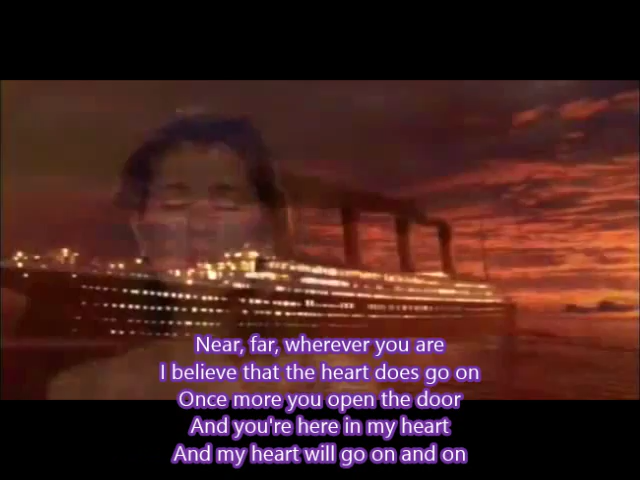 Near, far, wherever you are
I believe that the heart does go on
Once more you open the door
And you're here in my heart
And my heart will go on and on